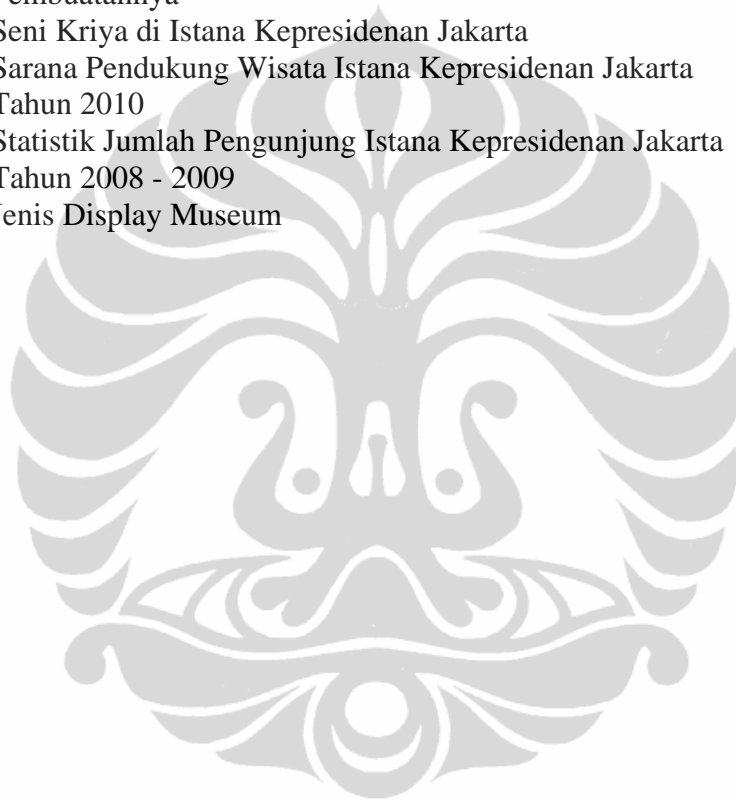 Pembuatannya
Seni Kriya di Istana Kepresidenan Jakarta
Sarana Pendukung Wisata Istana Kepresidenan Jakarta
Tahun 2010
Statistik Jumlah Pengunjung Istana Kepresidenan Jakarta
Tahun 2008 - 2009
Jenis Display Museum